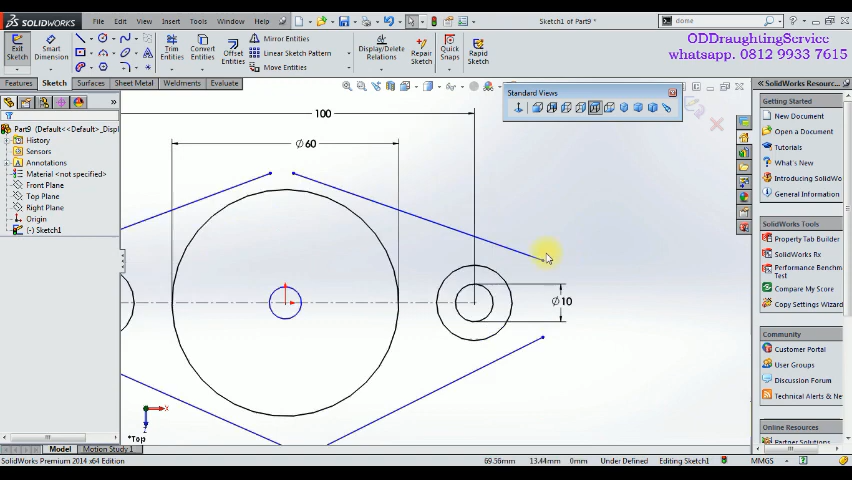 SOLIDWORKS File Edit View Insert Tools Window Help Sketch1 of Part9 * dome
ODDraughtingService
whatsapp. 0812 9933 7615
Exit Sketch
Smart Dimension
Trim Entities
Convert Entities
Offset Entities
Mirror Entities
Linear Sketch Pattern
Move Entities
Display/Delete Relations
Repair Sketch
Quick Snaps
Rapid Sketch
Features Sketch Surfaces Sheet Metal Weldments Evaluate
Standard Views
Part9 (Default<<Default>_Displ
History
Sensors
Annotations
Material <not specified>
Front Plane
Top Plane
Right Plane
Origin
(-) Sketch1
100
Ø60
Ø10
X
*Top
SolidWorks Resources
Getting Started
New Document
Open a Document
Tutorials
What's New
Introducing SolidWor
General Information
SolidWorks Tools
Property Tab Builder
SolidWorks Rx
Performance Benchma
Test
Compare My Score
Copy Settings Wizard
Community
Customer Portal
User Groups
Discussion Forum
Technical Alerts & Ne
Online Resources
Partner Solutions
Model Motion Study 1
SolidWorks Premium 2014 x64 Edition 69.56mm 13.44mm 0mm Under Defined Editing Sketch1 MMGS